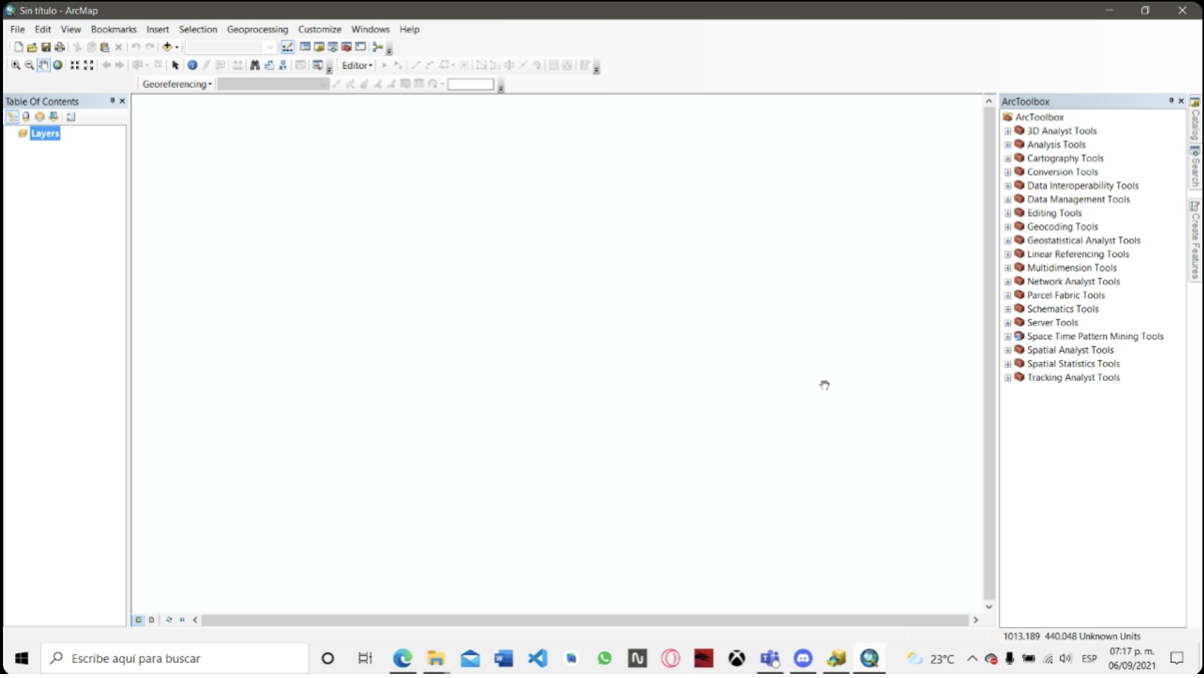 Sin título - ArcMap
File Edit View Bookmarks Insert Selection Geoprocessing Customize Windows Help
Editor
Georeferencing
Table Of Contents
Layers
ArcToolbox
ArcToolbox
3D Analyst Tools
Analysis Tools
Cartography Tools
Conversion Tools
Data Interoperability Tools
Data Management Tools
Editing Tools
Geocoding Tools
Geostatistical Analyst Tools
Linear Referencing Tools
Multidimension Tools
Network Analyst Tools
Parcel Fabric Tools
Schematics Tools
Server Tools
Space Time Pattern Mining Tools
Spatial Analyst Tools
Spatial Statistics Tools
Tracking Analyst Tools
Catalog
Search
Create Features
1013.189 440.048 Unknown Units
Escribe aquí para buscar
23°C
ESP
07:17 p. m.
06/09/2021